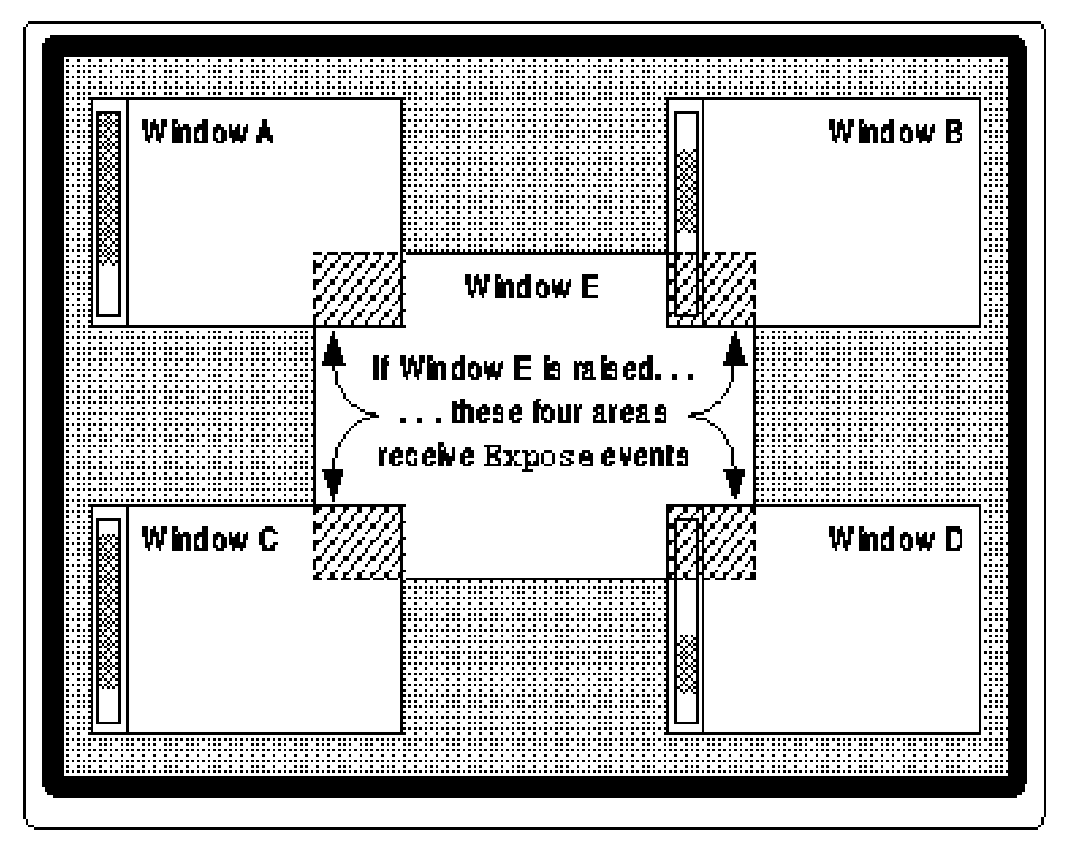 Window A
Window B
Window E
If Window E is raised. . .
. . . these four areas
receive Expose events
Window C
Window D